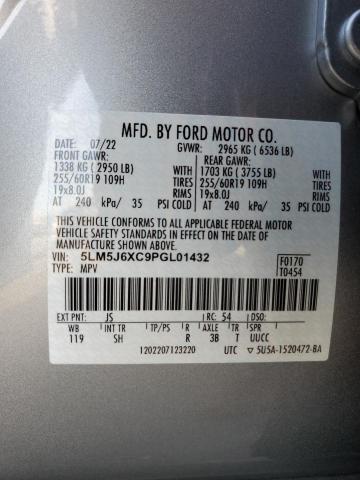 MFD. BY FORD MOTOR CO.
DATE: 07/22 GVWR: 2965 KG ( 6536 LB)
FRONT GAWR: REAR GAWR:
1338 KG ( 2950 LB) WITH 1703 KG ( 3755 LB) WITH
255/60R19 109H TIRES 255/60R19 109H TIRES
19x8.0J RIMS 19x8.0J RIMS
AT 240 kPa/ 35 PSI COLD AT 240 kPa/ 35 PSI COLD
THIS VEHICLE CONFORMS TO ALL APPLICABLE FEDERAL MOTOR
VEHICLE SAFETY STANDARDS IN EFFECT ON THE DATE OF
MANUFACTURE SHOWN ABOVE.
VIN: 5LM5J6XC9PGL01432 F0170
TYPE: MPV T0454
EXT PNT: JS RC: 54 DSO:
WB INT TR TP/PS R AXLE TR SPR
119 SH 3B T UUCC
1202207123220 UTC 5U5A-1520472-BA